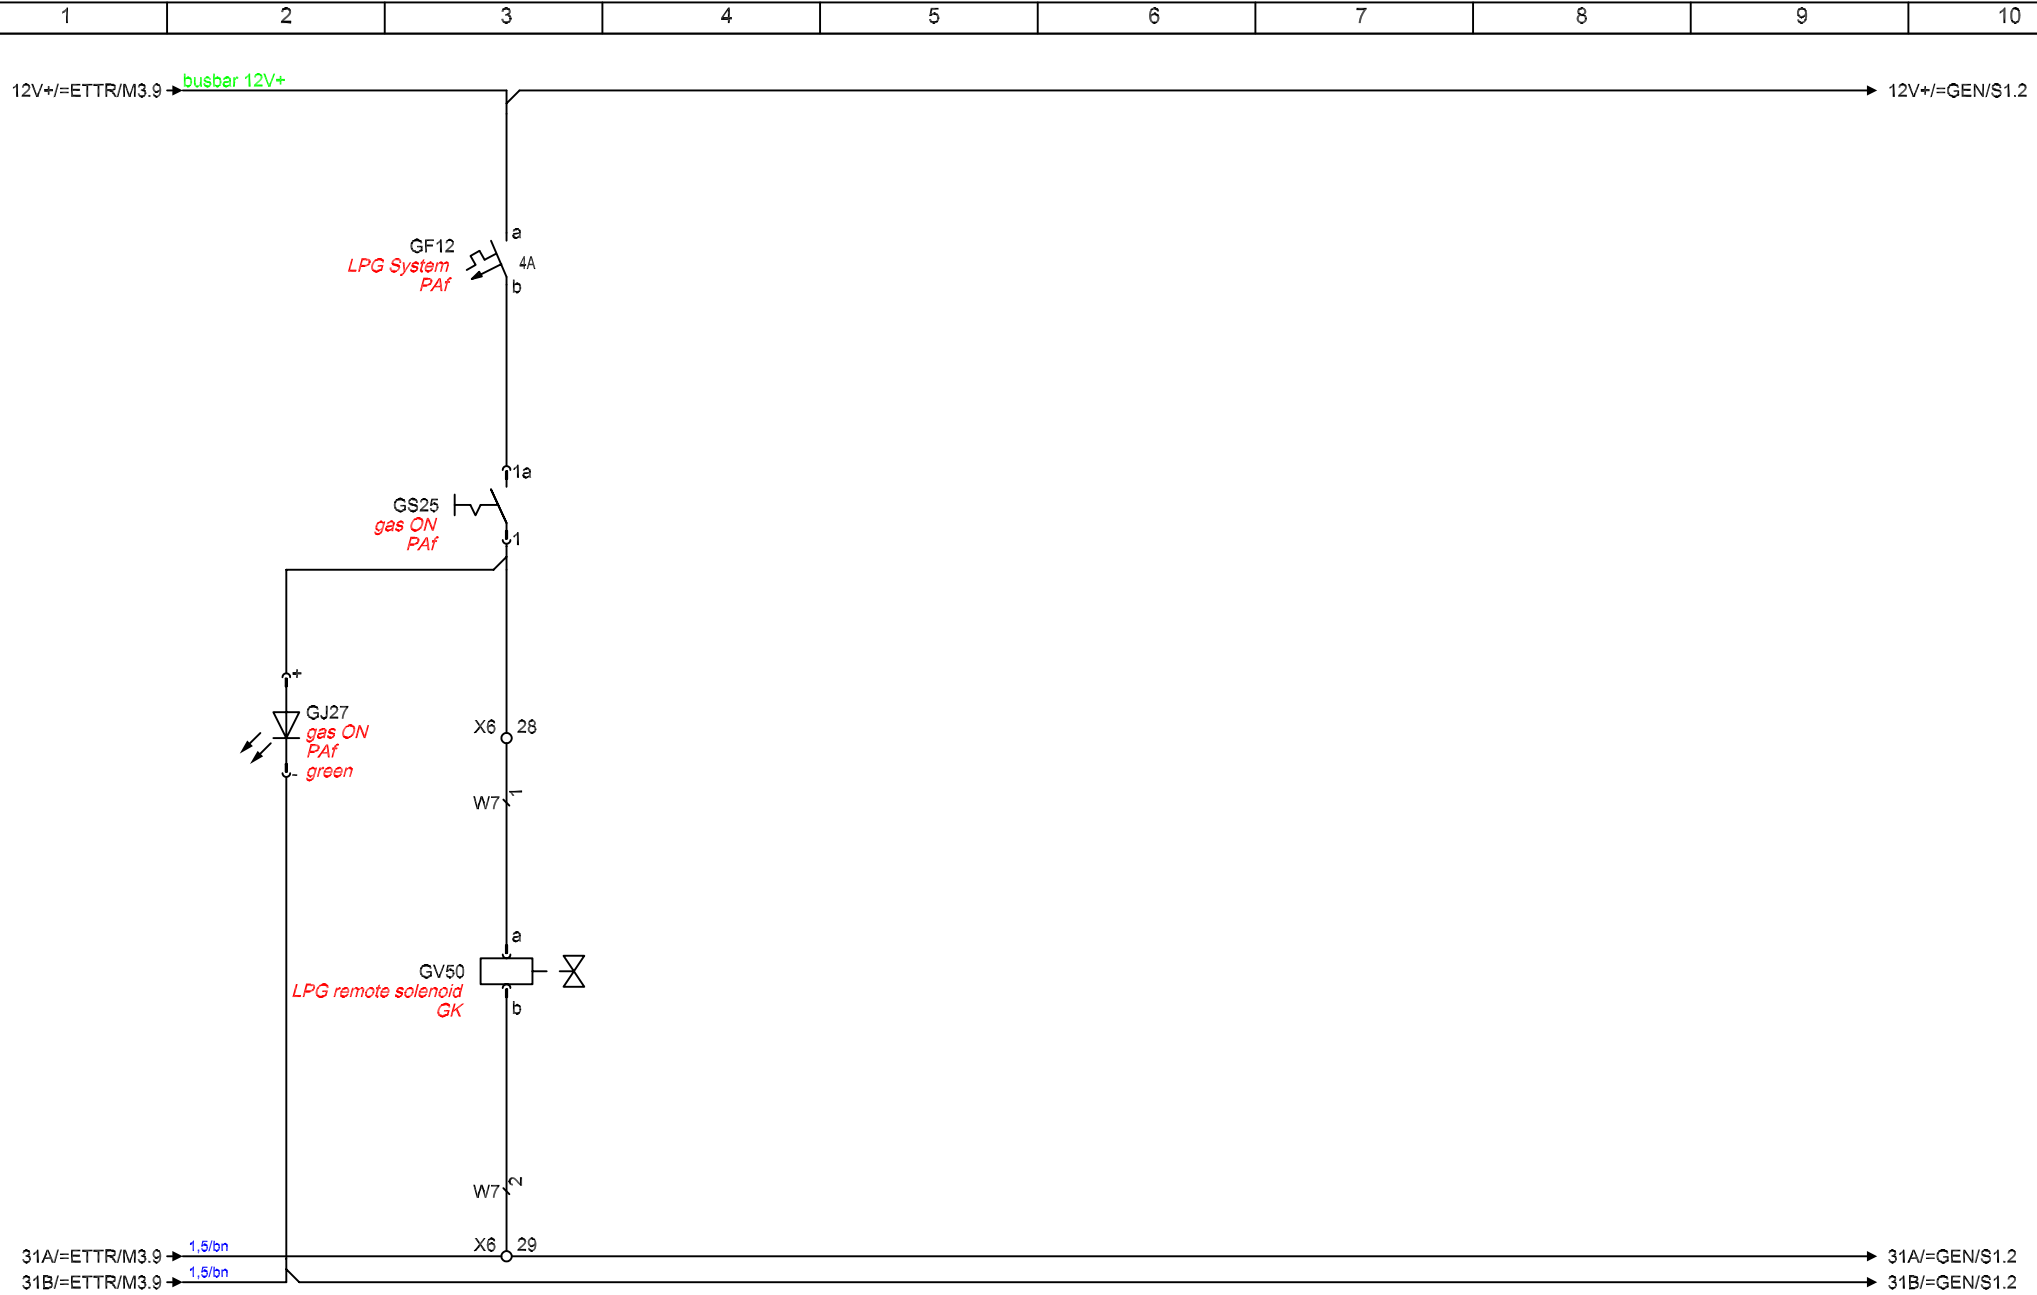 1 2 3 4 5 6 7 8 9 10
12V+/=ETTR/M3.9
busbar 12V+
12V+/=GEN/S1.2
a
GF12
LPG System
PAf
4A
b
1a
GS25
gas ON
PAf
1
+
GJ27
gas ON
PAf
green
-
X6 28
W7 1
a
GV50
LPG remote solenoid
GK
b
W7 2
X6 29
31A/=ETTR/M3.9
1,5/bn
31A/=GEN/S1.2
31B/=ETTR/M3.9
1,5/bn
31B/=GEN/S1.2